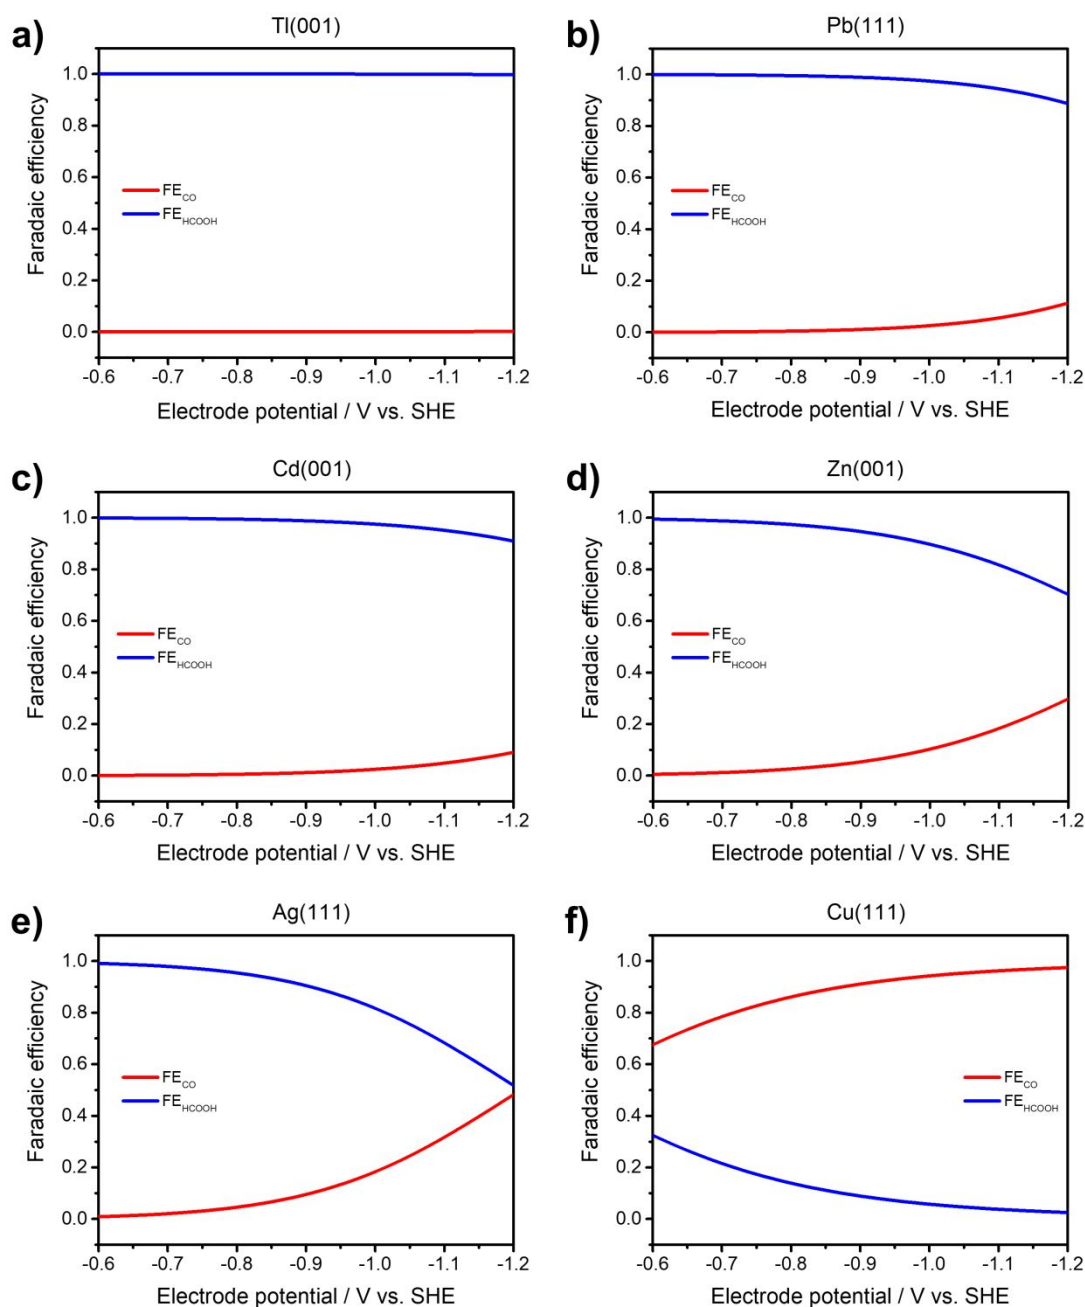 a)
Tl(001)
Faradaic efficiency
1.0
0.8
0.6
0.4
0.2
0.0
FE_CO
FE_HCOOH
-0.6 -0.7 -0.8 -0.9 -1.0 -1.1 -1.2
Electrode potential / V vs. SHE
b)
Pb(111)
Faradaic efficiency
1.0
0.8
0.6
0.4
0.2
0.0
FE_CO
FE_HCOOH
-0.6 -0.7 -0.8 -0.9 -1.0 -1.1 -1.2
Electrode potential / V vs. SHE
c)
Cd(001)
Faradaic efficiency
1.0
0.8
0.6
0.4
0.2
0.0
FE_CO
FE_HCOOH
-0.6 -0.7 -0.8 -0.9 -1.0 -1.1 -1.2
Electrode potential / V vs. SHE
d)
Zn(001)
Faradaic efficiency
1.0
0.8
0.6
0.4
0.2
0.0
FE_CO
FE_HCOOH
-0.6 -0.7 -0.8 -0.9 -1.0 -1.1 -1.2
Electrode potential / V vs. SHE
e)
Ag(111)
Faradaic efficiency
1.0
0.8
0.6
0.4
0.2
0.0
FE_CO
FE_HCOOH
-0.6 -0.7 -0.8 -0.9 -1.0 -1.1 -1.2
Electrode potential / V vs. SHE
f)
Cu(111)
Faradaic efficiency
1.0
0.8
0.6
0.4
0.2
0.0
FE_CO
FE_HCOOH
-0.6 -0.7 -0.8 -0.9 -1.0 -1.1 -1.2
Electrode potential / V vs. SHE